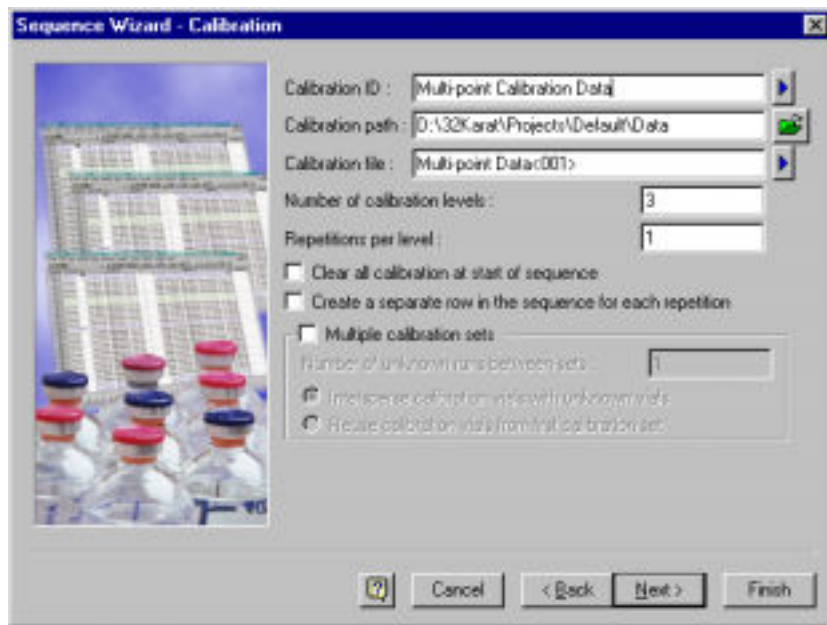 Sequence Wizard - Calibration
Calibration ID : Multi-point Calibration Data
Calibration path : D:\32Karat\Projects\Default\Data
Calibration file : Multi-point Data<001>
Number of calibration levels : 3
Repetitions per level : 1
Clear all calibration at start of sequence
Create a separate row in the sequence for each repetition
Multiple calibration sets
Number of unknown runs between sets : 1
Intersperse calibration vials with unknown vials
Reuse calibration vials from first calibration set
Cancel < Back Next > Finish